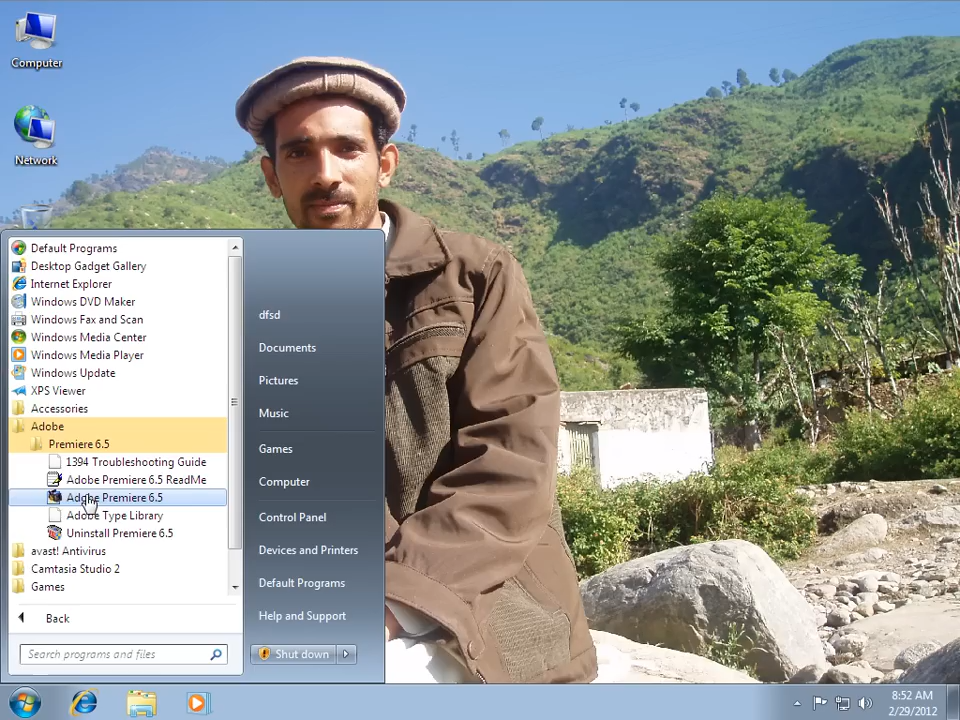 Computer
Network
Default Programs
Desktop Gadget Gallery
Internet Explorer
Windows DVD Maker
Windows Fax and Scan
Windows Media Center
Windows Media Player
Windows Update
XPS Viewer
Accessories
Adobe
Premiere 6.5
1394 Troubleshooting Guide
Adobe Premiere 6.5 ReadMe
Adobe Premiere 6.5
Adobe Type Library
Uninstall Premiere 6.5
avast! Antivirus
Camtasia Studio 2
Games
Back
Search programs and files
dfsd
Documents
Pictures
Music
Games
Computer
Control Panel
Devices and Printers
Default Programs
Help and Support
Shut down
8:52 AM
2/29/2012